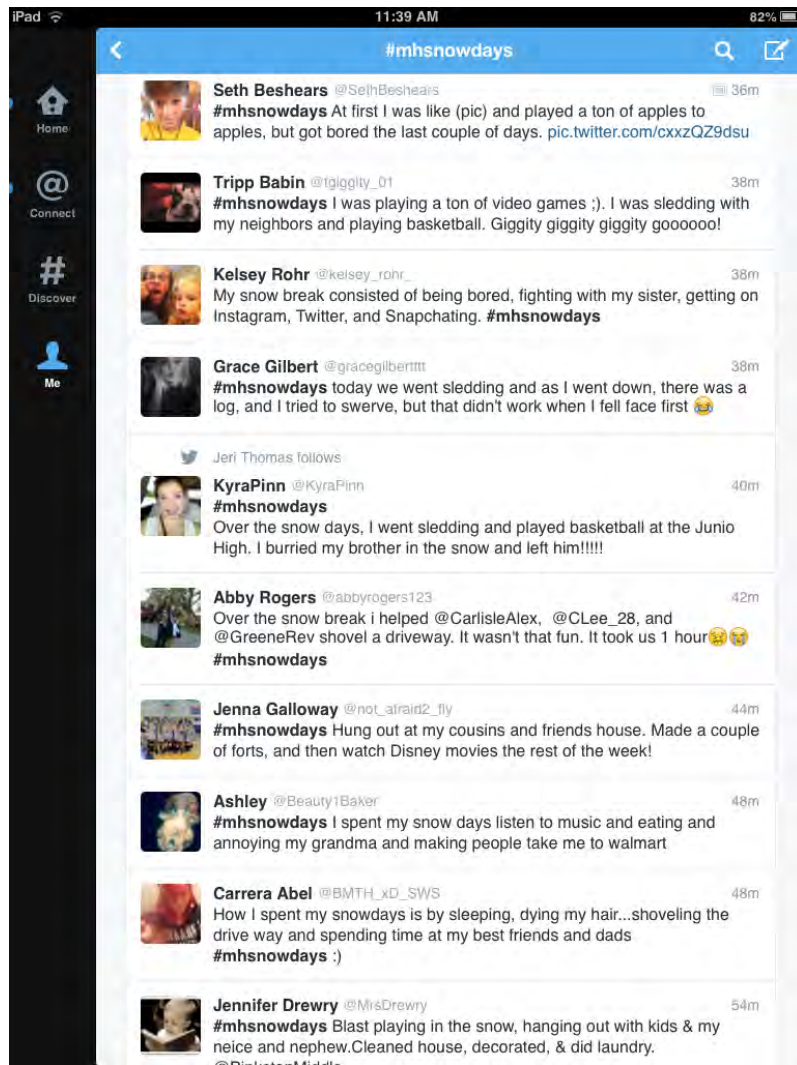 iPad 11:39 AM 82%
#mhsnowdays
Home
Connect
Discover
Me
Seth Beshears @SethBeshears 36m
#mhsnowdays At first I was like (pic) and played a ton of apples to
apples, but got bored the last couple of days. pic.twitter.com/cxxzQZ9dsu
Tripp Babin @tgiggity_01 38m
#mhsnowdays I was playing a ton of video games ;). I was sledding with
my neighbors and playing basketball. Giggity giggity giggity goooooo!
Kelsey Rohr @kelsey_rohr_ 38m
My snow break consisted of being bored, fighting with my sister, getting on
Instagram, Twitter, and Snapchating. #mhsnowdays
Grace Gilbert @gracegilbertttt 38m
#mhsnowdays today we went sledding and as I went down, there was a
log, and I tried to swerve, but that didn't work when I fell face first 😂
Jeri Thomas follows
KyraPinn @KyraPinn 40m
#mhsnowdays
Over the snow days, I went sledding and played basketball at the Junio
High. I burried my brother in the snow and left him!!!!!
Abby Rogers @abbyrogers123 42m
Over the snow break i helped @CarlisleAlex, @CLee_28, and
@GreeneRev shovel a driveway. It wasn't that fun. It took us 1 hour😢😭
#mhsnowdays
Jenna Galloway @not_afraid2_fly 44m
#mhsnowdays Hung out at my cousins and friends house. Made a couple
of forts, and then watch Disney movies the rest of the week!
Ashley @Beauty1Baker 48m
#mhsnowdays I spent my snow days listen to music and eating and
annoying my grandma and making people take me to walmart
Carrera Abel @BMTH_xD_SWS 48m
How I spent my snowdays is by sleeping, dying my hair...shoveling the
drive way and spending time at my best friends and dads
#mhsnowdays :)
Jennifer Drewry @MrsDrewry 54m
#mhsnowdays Blast playing in the snow, hanging out with kids & my
neice and nephew.Cleaned house, decorated, & did laundry.